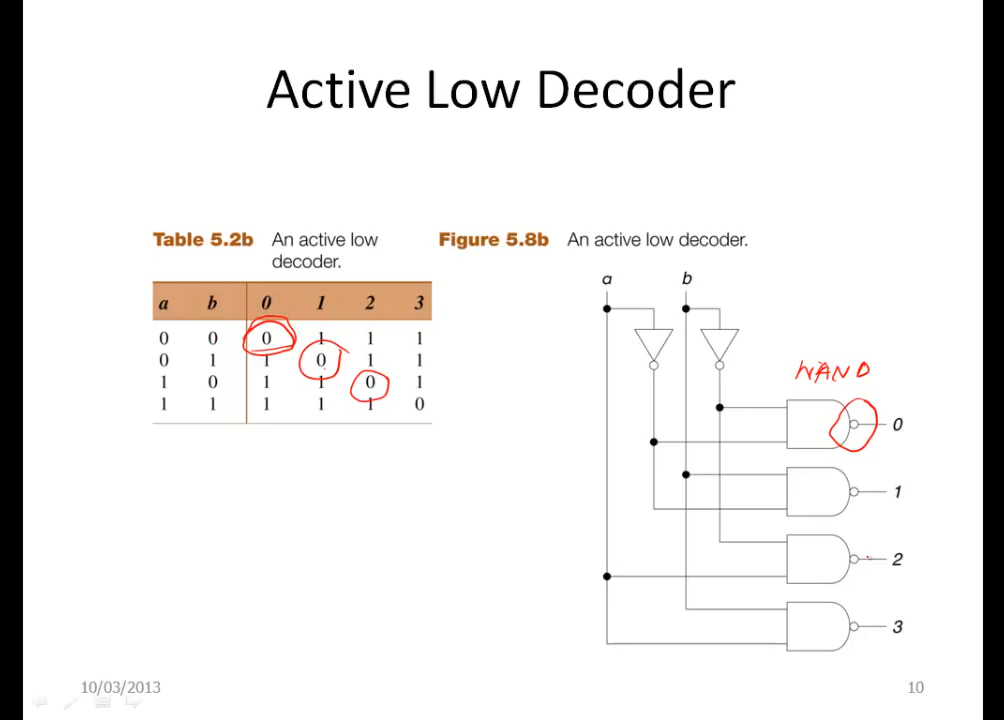 Active Low Decoder
Table 5.2b An active low
decoder.
a b 0 1 2 3
0 0 0 1 1 1
0 1 1 0 1 1
1 0 1 1 0 1
1 1 1 1 1 0
Figure 5.8b An active low decoder.
a b
NAND
0
1
2
3
10/03/2013
10